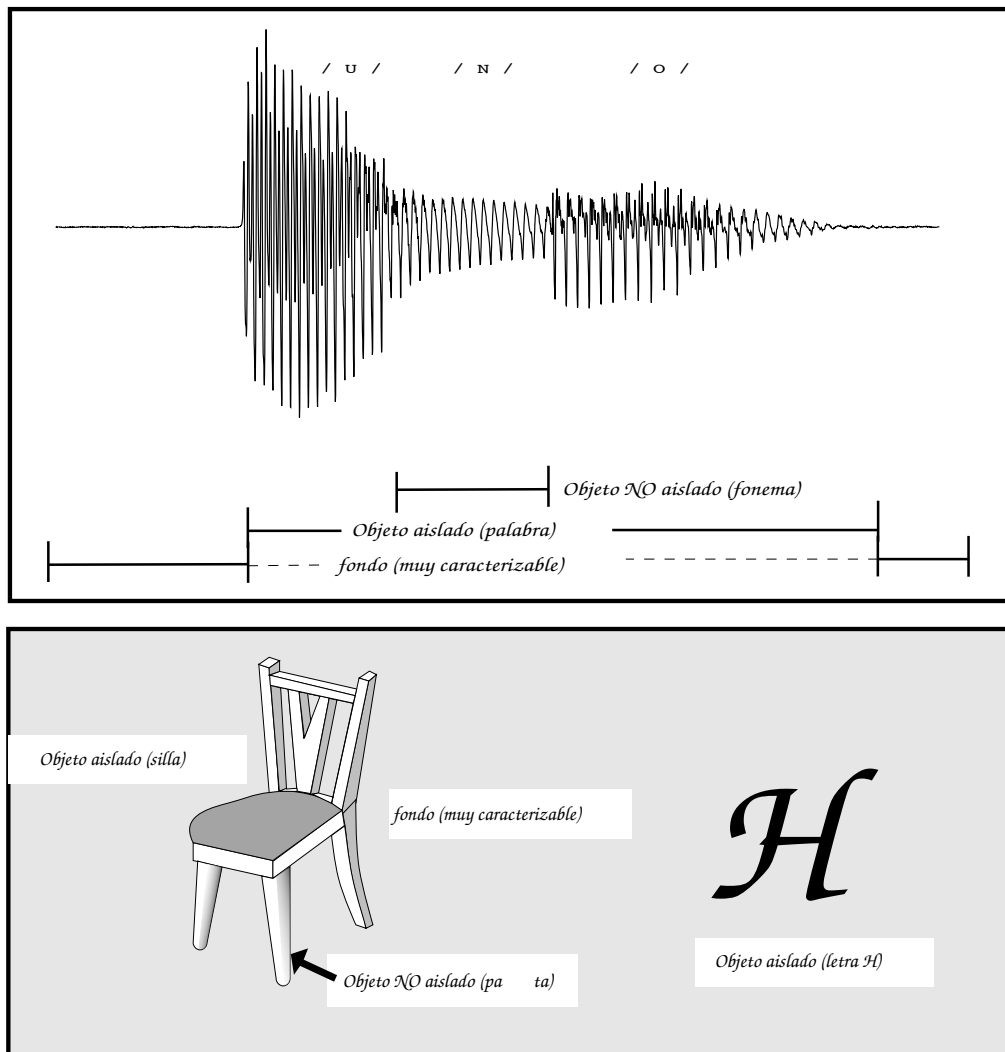 / U / / N / / O /
Objeto NO aislado (fonema)
Objeto aislado (palabra)
fondo (muy caracterizable)
Objeto aislado (silla)
fondo (muy caracterizable)
H
Objeto aislado (letra H)
Objeto NO aislado (pa ta)